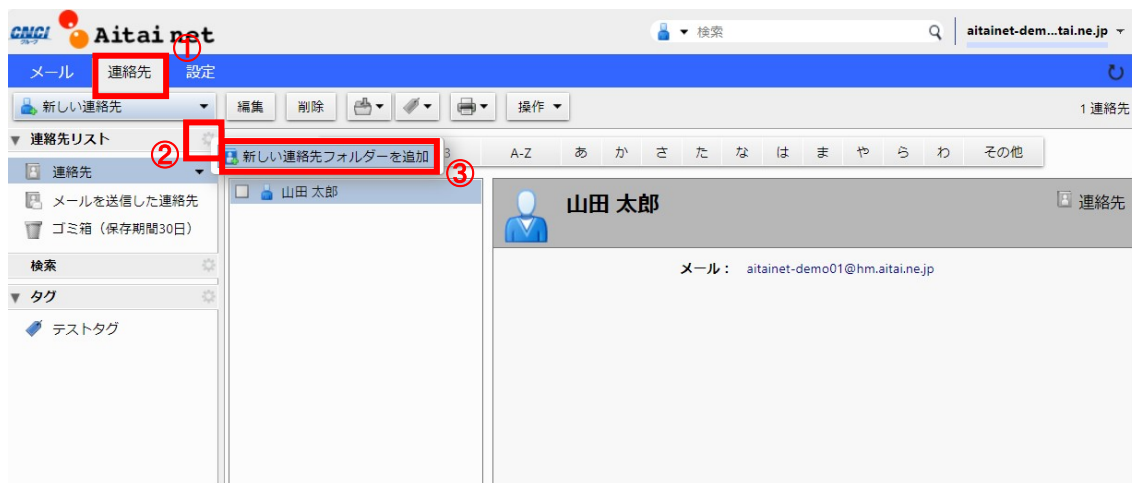 CNCI グループ Aitai net
検索
aitainet-dem...tai.ne.jp
①
メール 連絡先 設定
新しい連絡先 編集 削除 操作 1 連絡先
連絡先リスト
②
新しい連絡先フォルダーを追加
③
A-Z あ か さ た な は ま や ら わ その他
連絡先
メールを送信した連絡先
ゴミ箱（保存期間30日）
検索
タグ
テストタグ
山田 太郎
山田 太郎
連絡先
メール： aitainet-demo01@hm.aitai.ne.jp